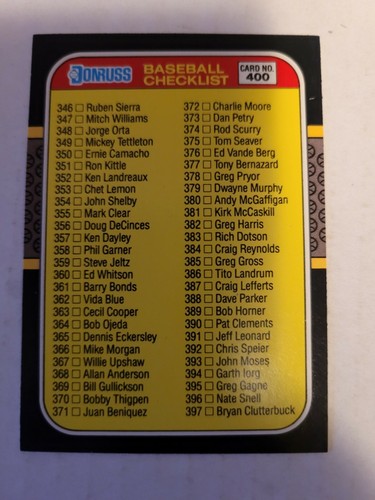 DONRUSS
BASEBALL
CHECKLIST
CARD NO.
400
346 Ruben Sierra
347 Mitch Williams
348 Jorge Orta
349 Mickey Tettleton
350 Ernie Camacho
351 Ron Kittle
352 Ken Landreaux
353 Chet Lemon
354 John Shelby
355 Mark Clear
356 Doug DeCinces
357 Ken Dayley
358 Phil Garner
359 Steve Jeltz
360 Ed Whitson
361 Barry Bonds
362 Vida Blue
363 Cecil Cooper
364 Bob Ojeda
365 Dennis Eckersley
366 Mike Morgan
367 Willie Upshaw
368 Allan Anderson
369 Bill Gullickson
370 Bobby Thigpen
371 Juan Beniquez
372 Charlie Moore
373 Dan Petry
374 Rod Scurry
375 Tom Seaver
376 Ed Vande Berg
377 Tony Bernazard
378 Greg Pryor
379 Dwayne Murphy
380 Andy McGaffigan
381 Kirk McCaskill
382 Greg Harris
383 Rich Dotson
384 Craig Reynolds
385 Greg Gross
386 Tito Landrum
387 Craig Lefferts
388 Dave Parker
389 Bob Horner
390 Pat Clements
391 Jeff Leonard
392 Chris Speier
393 John Moses
394 Garth Iorg
395 Greg Gagne
396 Nate Snell
397 Bryan Clutterbuck